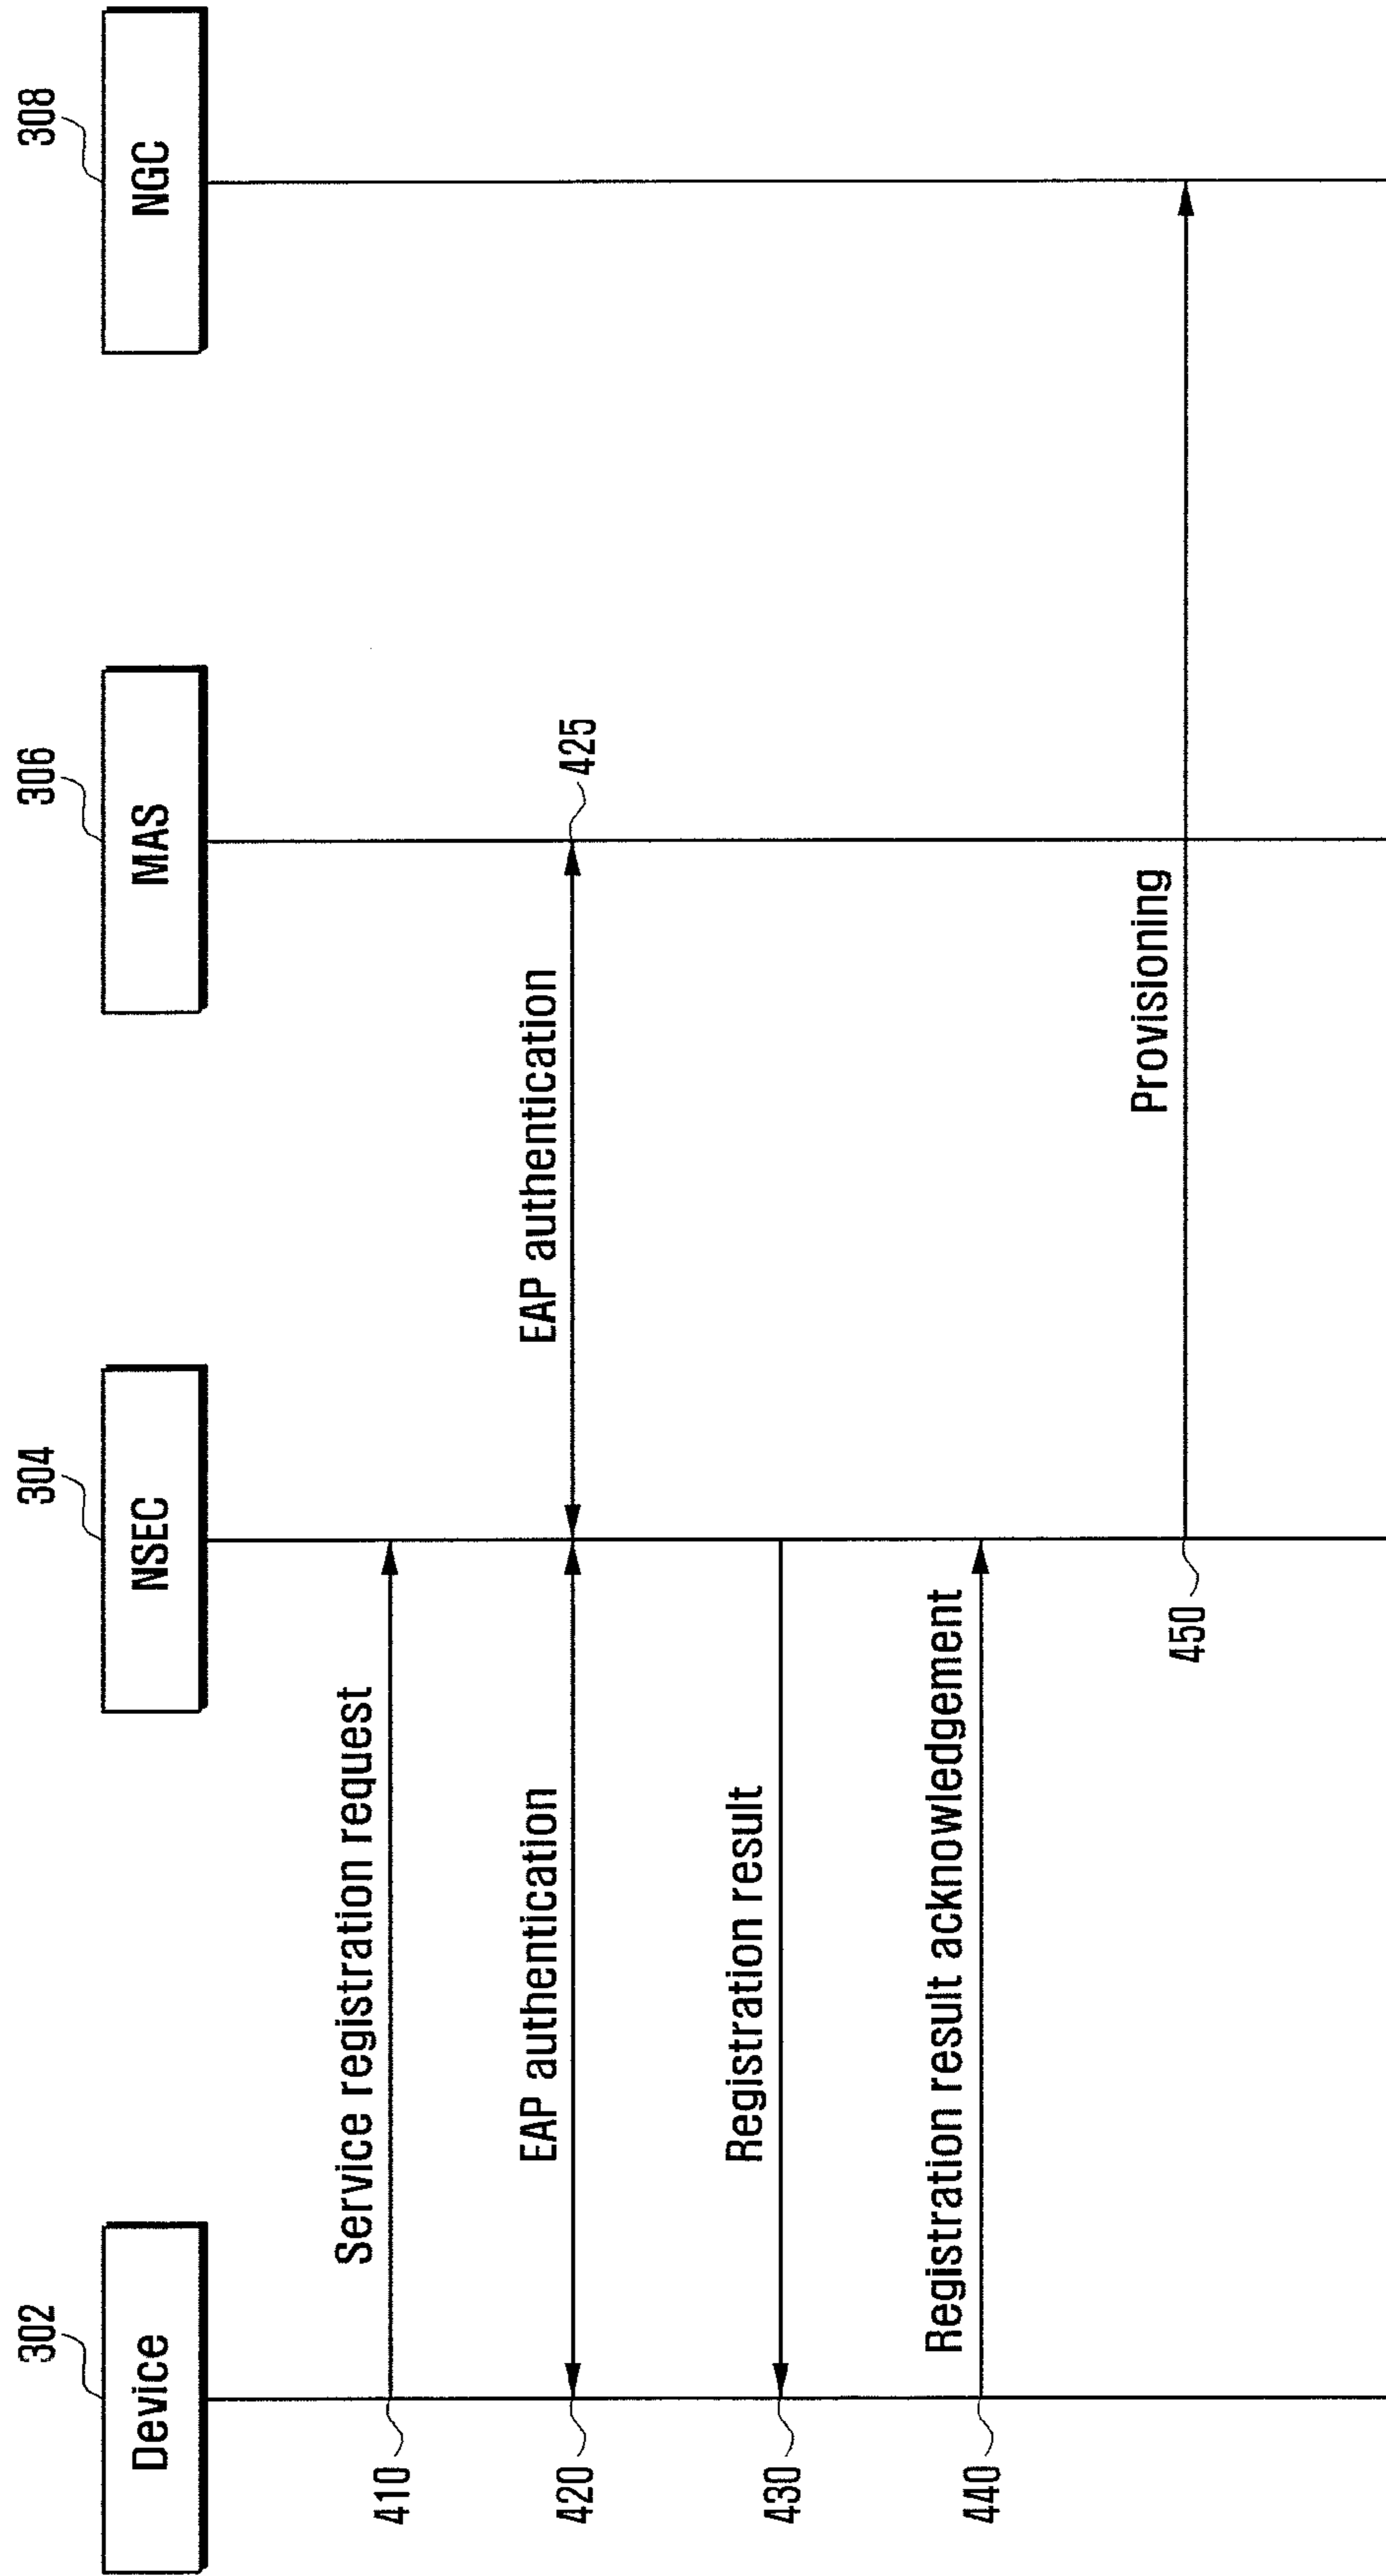 302
304
306
308
Device
NSEC
MAS
NGC
410
Service registration request
420
EAP authentication
EAP authentication
425
430
Registration result
440
Registration result acknowledgement
450
Provisioning